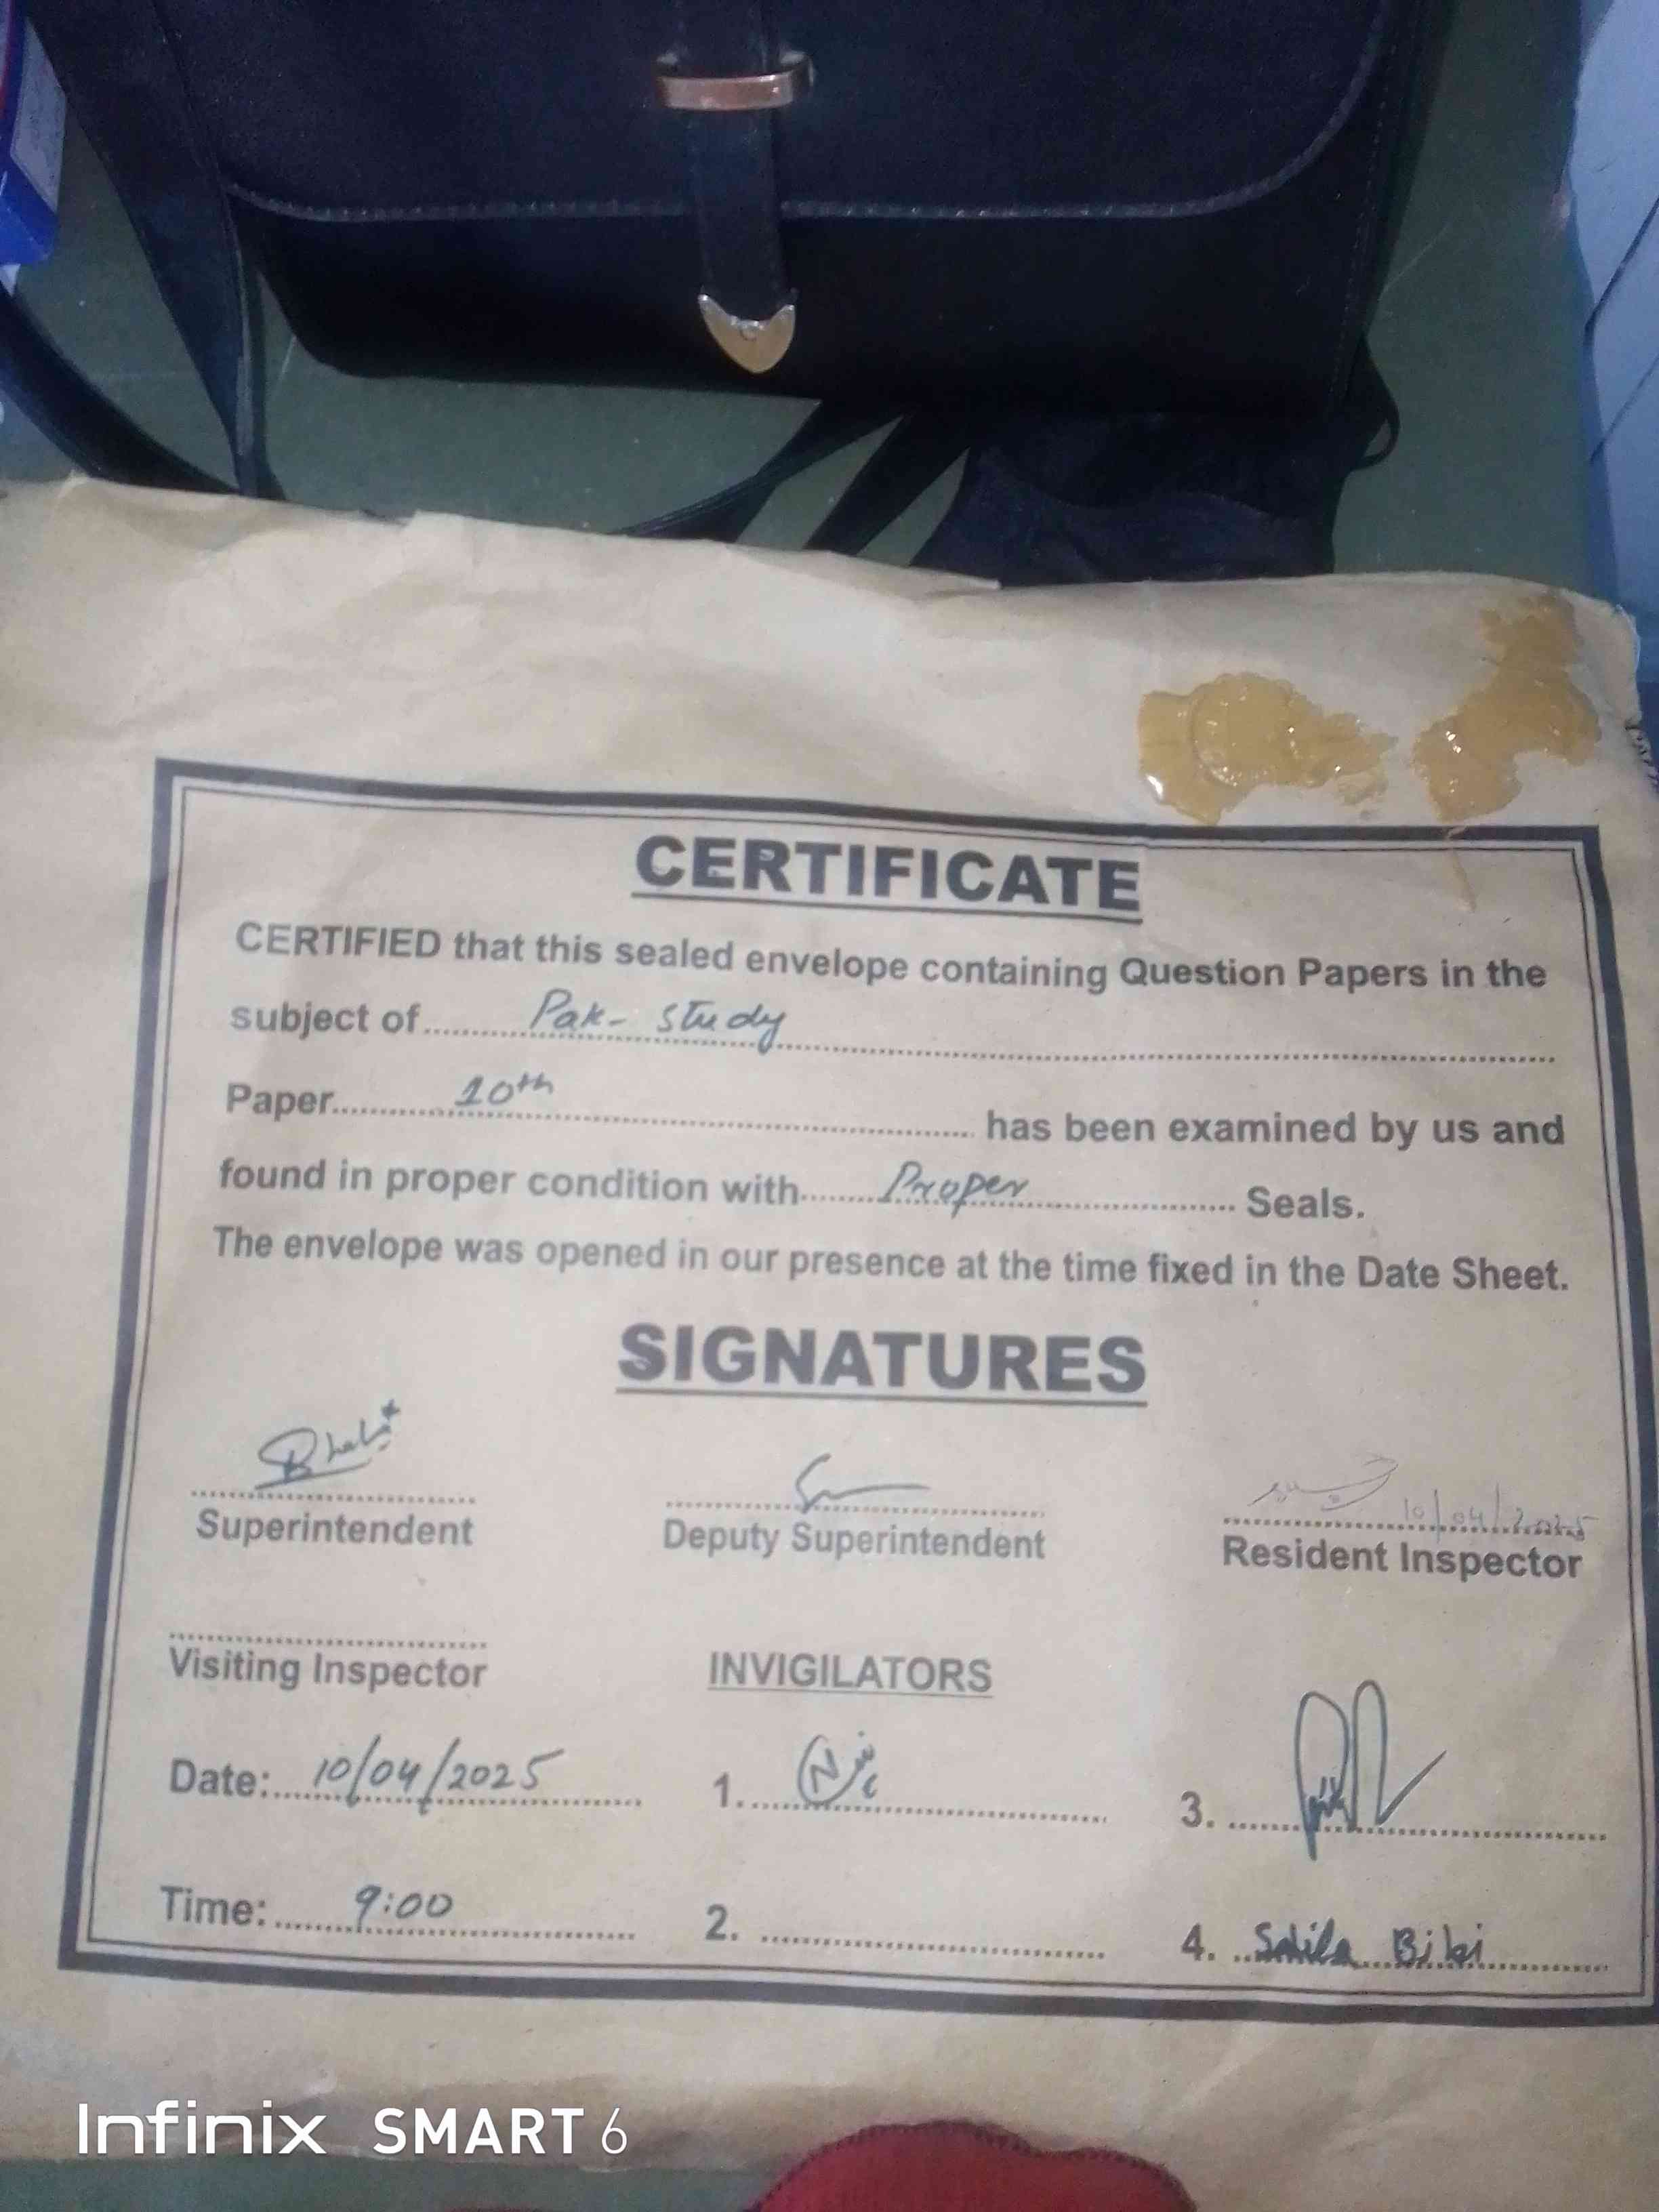 CERTIFICATE
CERTIFIED that this sealed envelope containing Question Papers in the
subject of.......Pak- study.......
Paper.......10th....... has been examined by us and
found in proper condition with.......Proper....... Seals.
The envelope was opened in our presence at the time fixed in the Date Sheet.
SIGNATURES
10/04/2025
Superintendent Deputy Superintendent Resident Inspector
Visiting Inspector INVIGILATORS
Date:.......10/04/2025....... 1........ 3........
Time:.......9:00....... 2........ 4........ Bibi.......
Infinix SMART 6